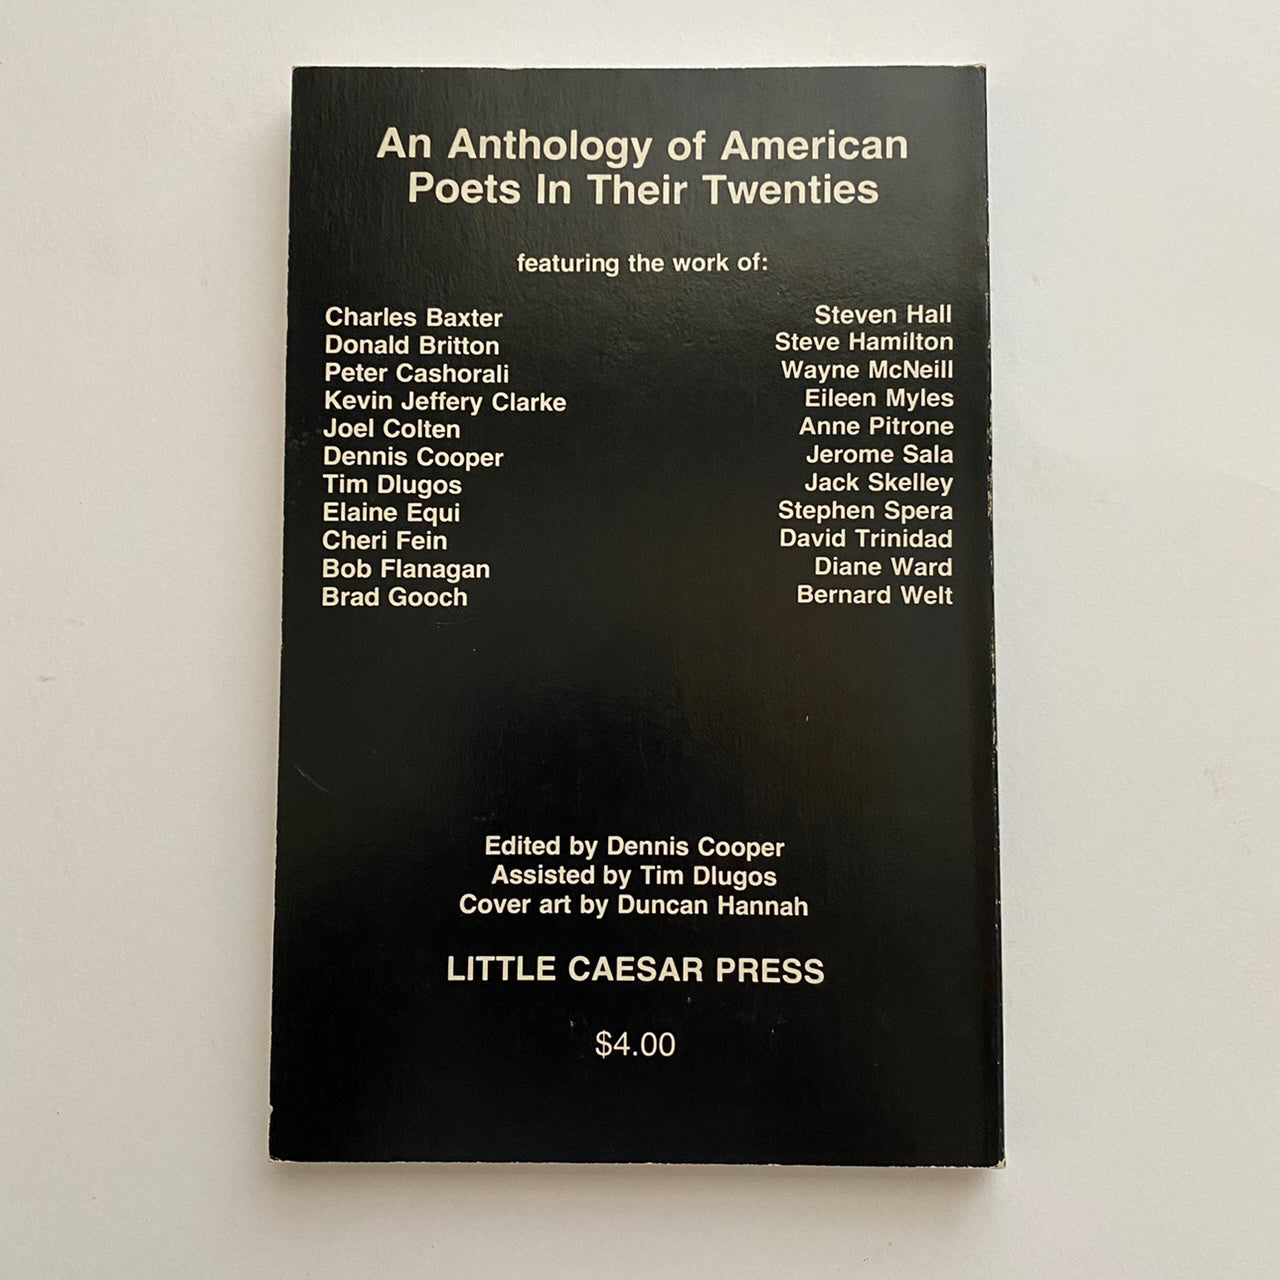 An Anthology of American
Poets In Their Twenties
featuring the work of:
Charles Baxter
Donald Britton
Peter Cashorali
Kevin Jeffery Clarke
Joel Colten
Dennis Cooper
Tim Dlugos
Elaine Equi
Cheri Fein
Bob Flanagan
Brad Gooch
Steven Hall
Steve Hamilton
Wayne McNeill
Eileen Myles
Anne Pitrone
Jerome Sala
Jack Skelley
Stephen Spera
David Trinidad
Diane Ward
Bernard Welt
Edited by Dennis Cooper
Assisted by Tim Dlugos
Cover art by Duncan Hannah
LITTLE CAESAR PRESS
$4.00